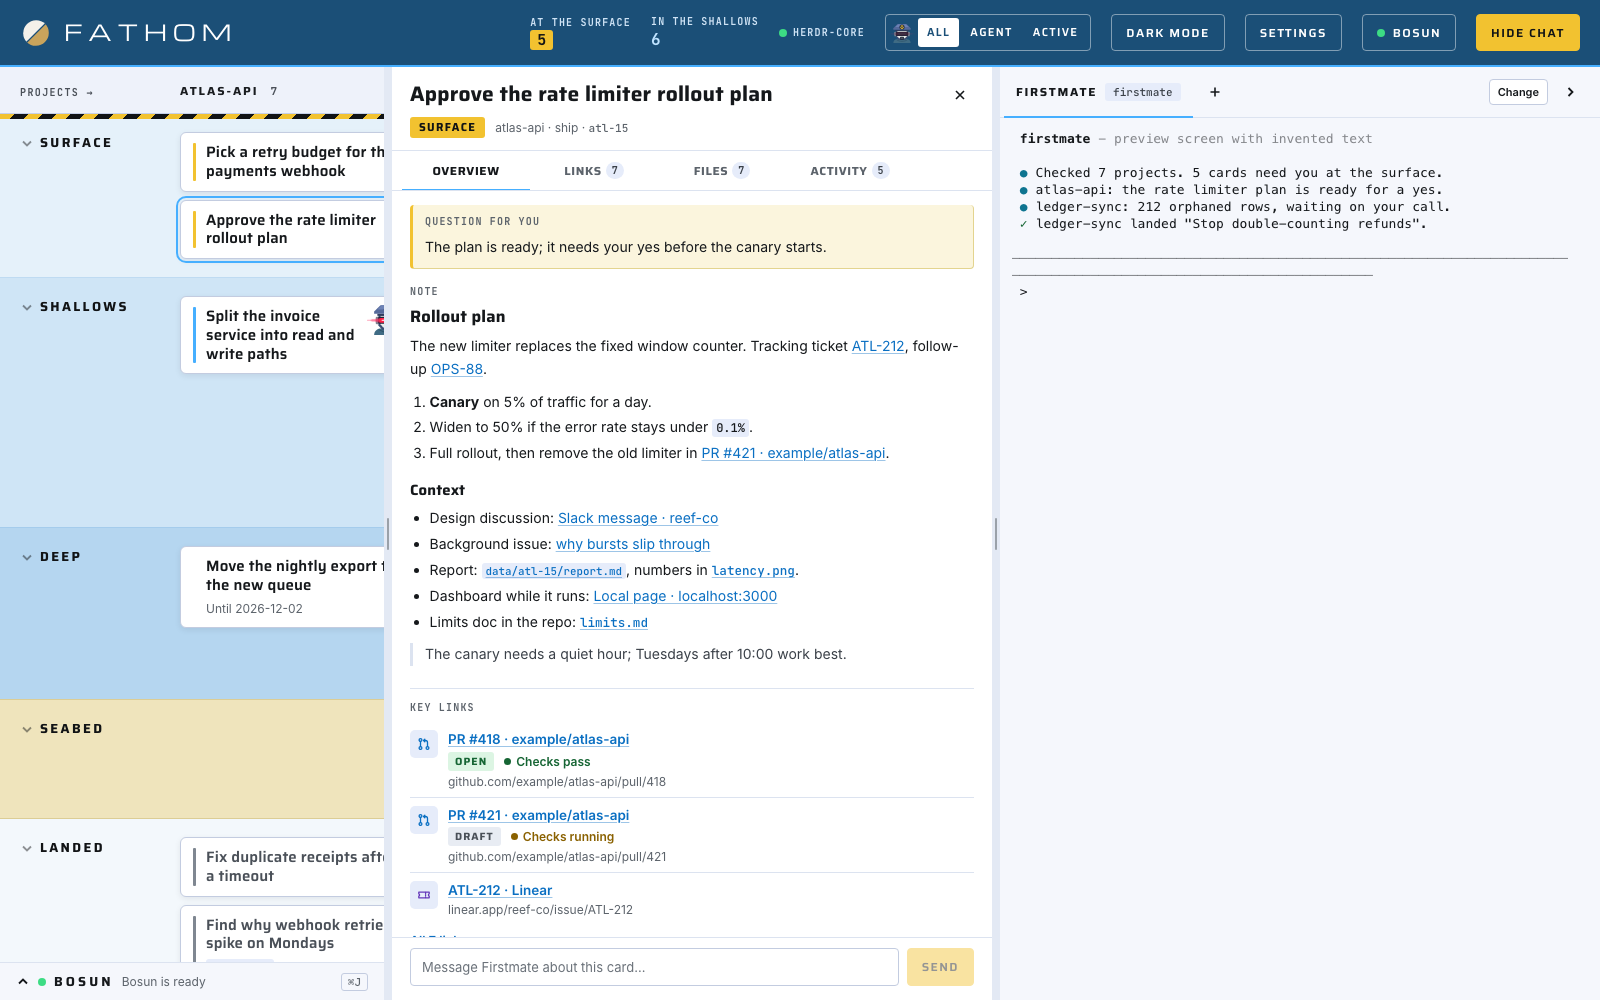 FATHOM
AT THE SURFACE
5
IN THE SHALLOWS
6
HERDR-CORE
ALL
AGENT
ACTIVE
DARK MODE
SETTINGS
BOSUN
HIDE CHAT
PROJECTS →
ATLAS-API 7
SURFACE
Pick a retry budget for th
payments webhook
Approve the rate limiter
rollout plan
SHALLOWS
Split the invoice
service into read and
write paths
DEEP
Move the nightly export t
the new queue
Until 2026-12-02
SEABED
LANDED
Fix duplicate receipts afte
a timeout
Find why webhook retrie
spike on Mondays
BOSUN Bosun is ready ⌘J
Approve the rate limiter rollout plan
SURFACE atlas-api · ship · atl-15
OVERVIEW
LINKS 7
FILES 7
ACTIVITY 5
QUESTION FOR YOU
The plan is ready; it needs your yes before the canary starts.
NOTE
Rollout plan
The new limiter replaces the fixed window counter. Tracking ticket ATL-212, follow-
up OPS-88.
1. Canary on 5% of traffic for a day.
2. Widen to 50% if the error rate stays under 0.1%.
3. Full rollout, then remove the old limiter in PR #421 · example/atlas-api.
Context
• Design discussion: Slack message · reef-co
• Background issue: why bursts slip through
• Report: data/atl-15/report.md, numbers in latency.png.
• Dashboard while it runs: Local page · localhost:3000
• Limits doc in the repo: limits.md
The canary needs a quiet hour; Tuesdays after 10:00 work best.
KEY LINKS
PR #418 · example/atlas-api
OPEN Checks pass
github.com/example/atlas-api/pull/418
PR #421 · example/atlas-api
DRAFT Checks running
github.com/example/atlas-api/pull/421
ATL-212 · Linear
linear.app/reef-co/issue/ATL-212
Message Firstmate about this card...
SEND
FIRSTMATE firstmate +
Change
firstmate — preview screen with invented text
● Checked 7 projects. 5 cards need you at the surface.
● atlas-api: the rate limiter plan is ready for a yes.
● ledger-sync: 212 orphaned rows, waiting on your call.
✓ ledger-sync landed "Stop double-counting refunds".
>